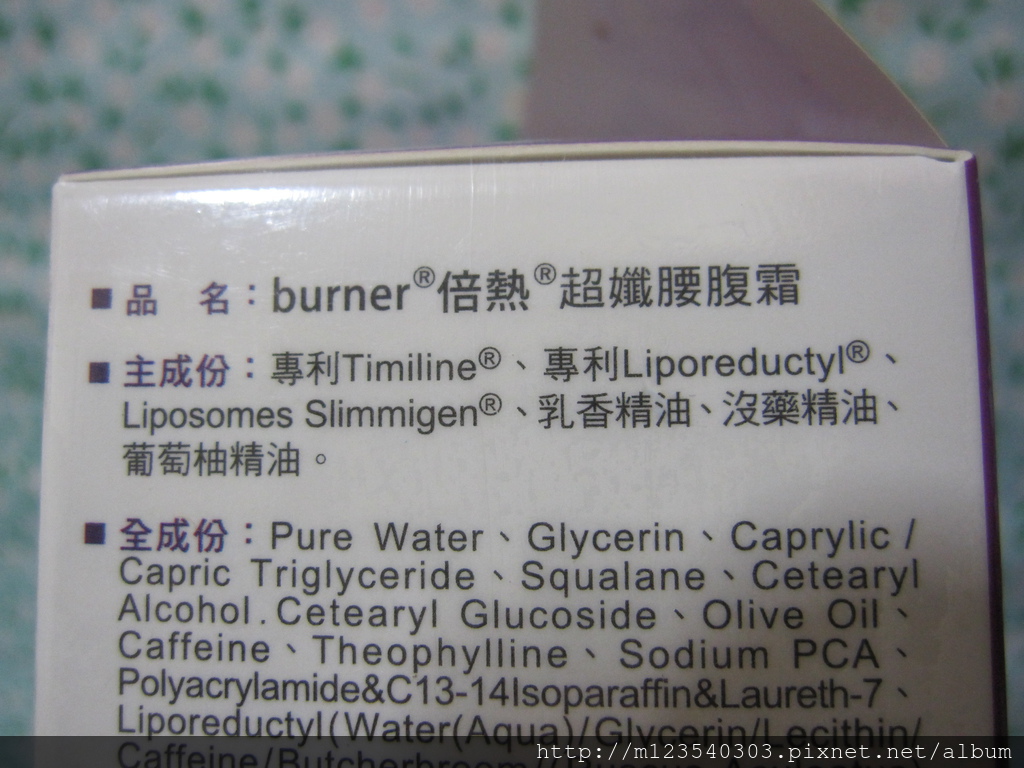 ■ 品 名：burner®倍熱®超孅腰腹霜
■ 主成份：專利Timiline®、專利Liporeductyl®、
Liposomes Slimmigen®、乳香精油、沒藥精油、
葡萄柚精油。
■ 全成份：Pure Water、Glycerin、Caprylic /
Capric Triglyceride、Squalane、Cetearyl
Alcohol.Cetearyl Glucoside、Olive Oil、
Caffeine、Theophylline、Sodium PCA、
Polyacrylamide&C13-14Isoparaffin&Laureth-7、
Liporeductyl(Water(Aqua)/Glycerin/Lecithin/
Caffeine/Butcherbroom
http://m123540303.pixnet.net/album